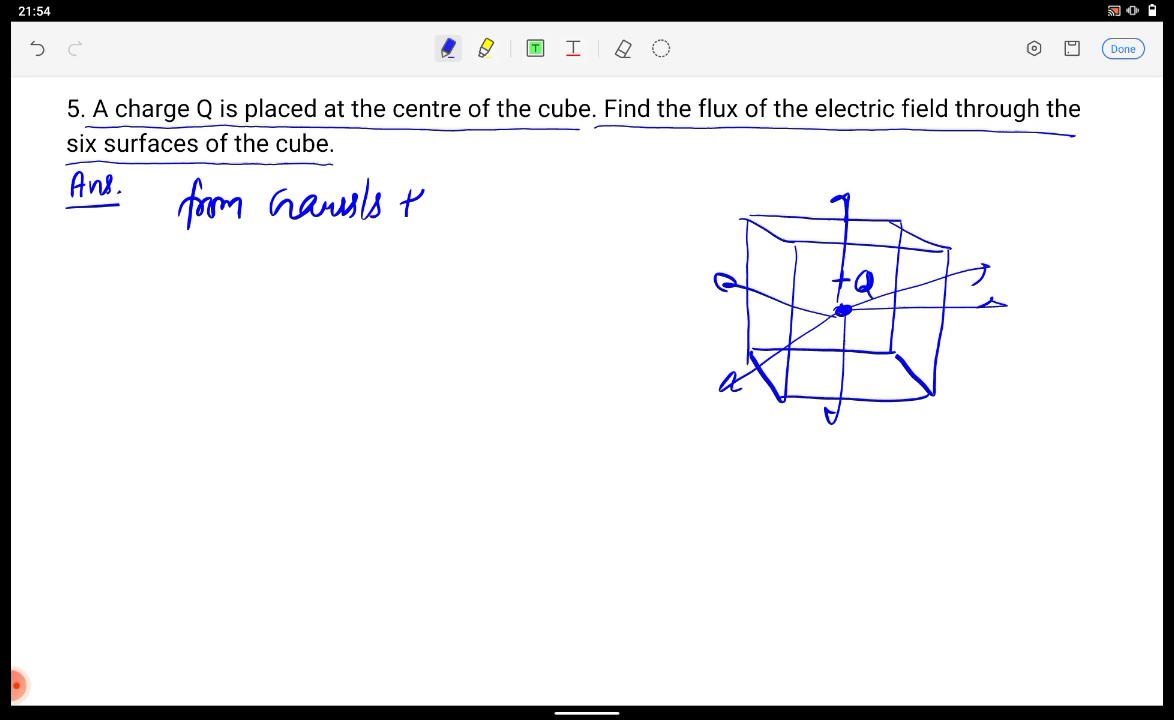 21:54
T T Done
5. A charge Q is placed at the centre of the cube. Find the flux of the electric field through the
six surfaces of the cube.
Ans.
from Gauss's t
+Q